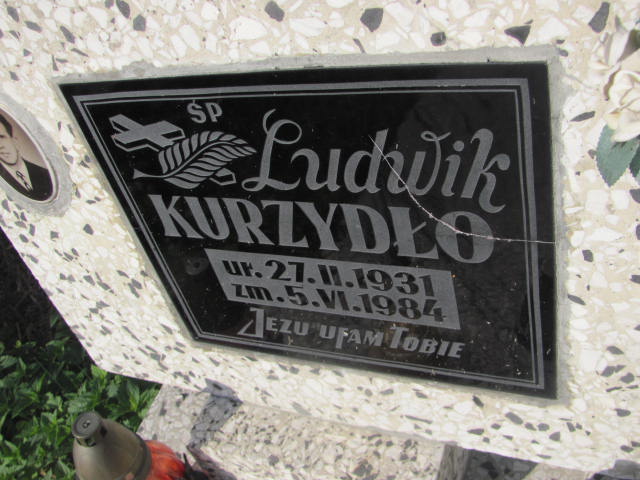 ŚP
Ludwik
KURZYDŁO
ur. 27.II.1931
zm. 5.VI.1984
JEZU UFAM TOBIE